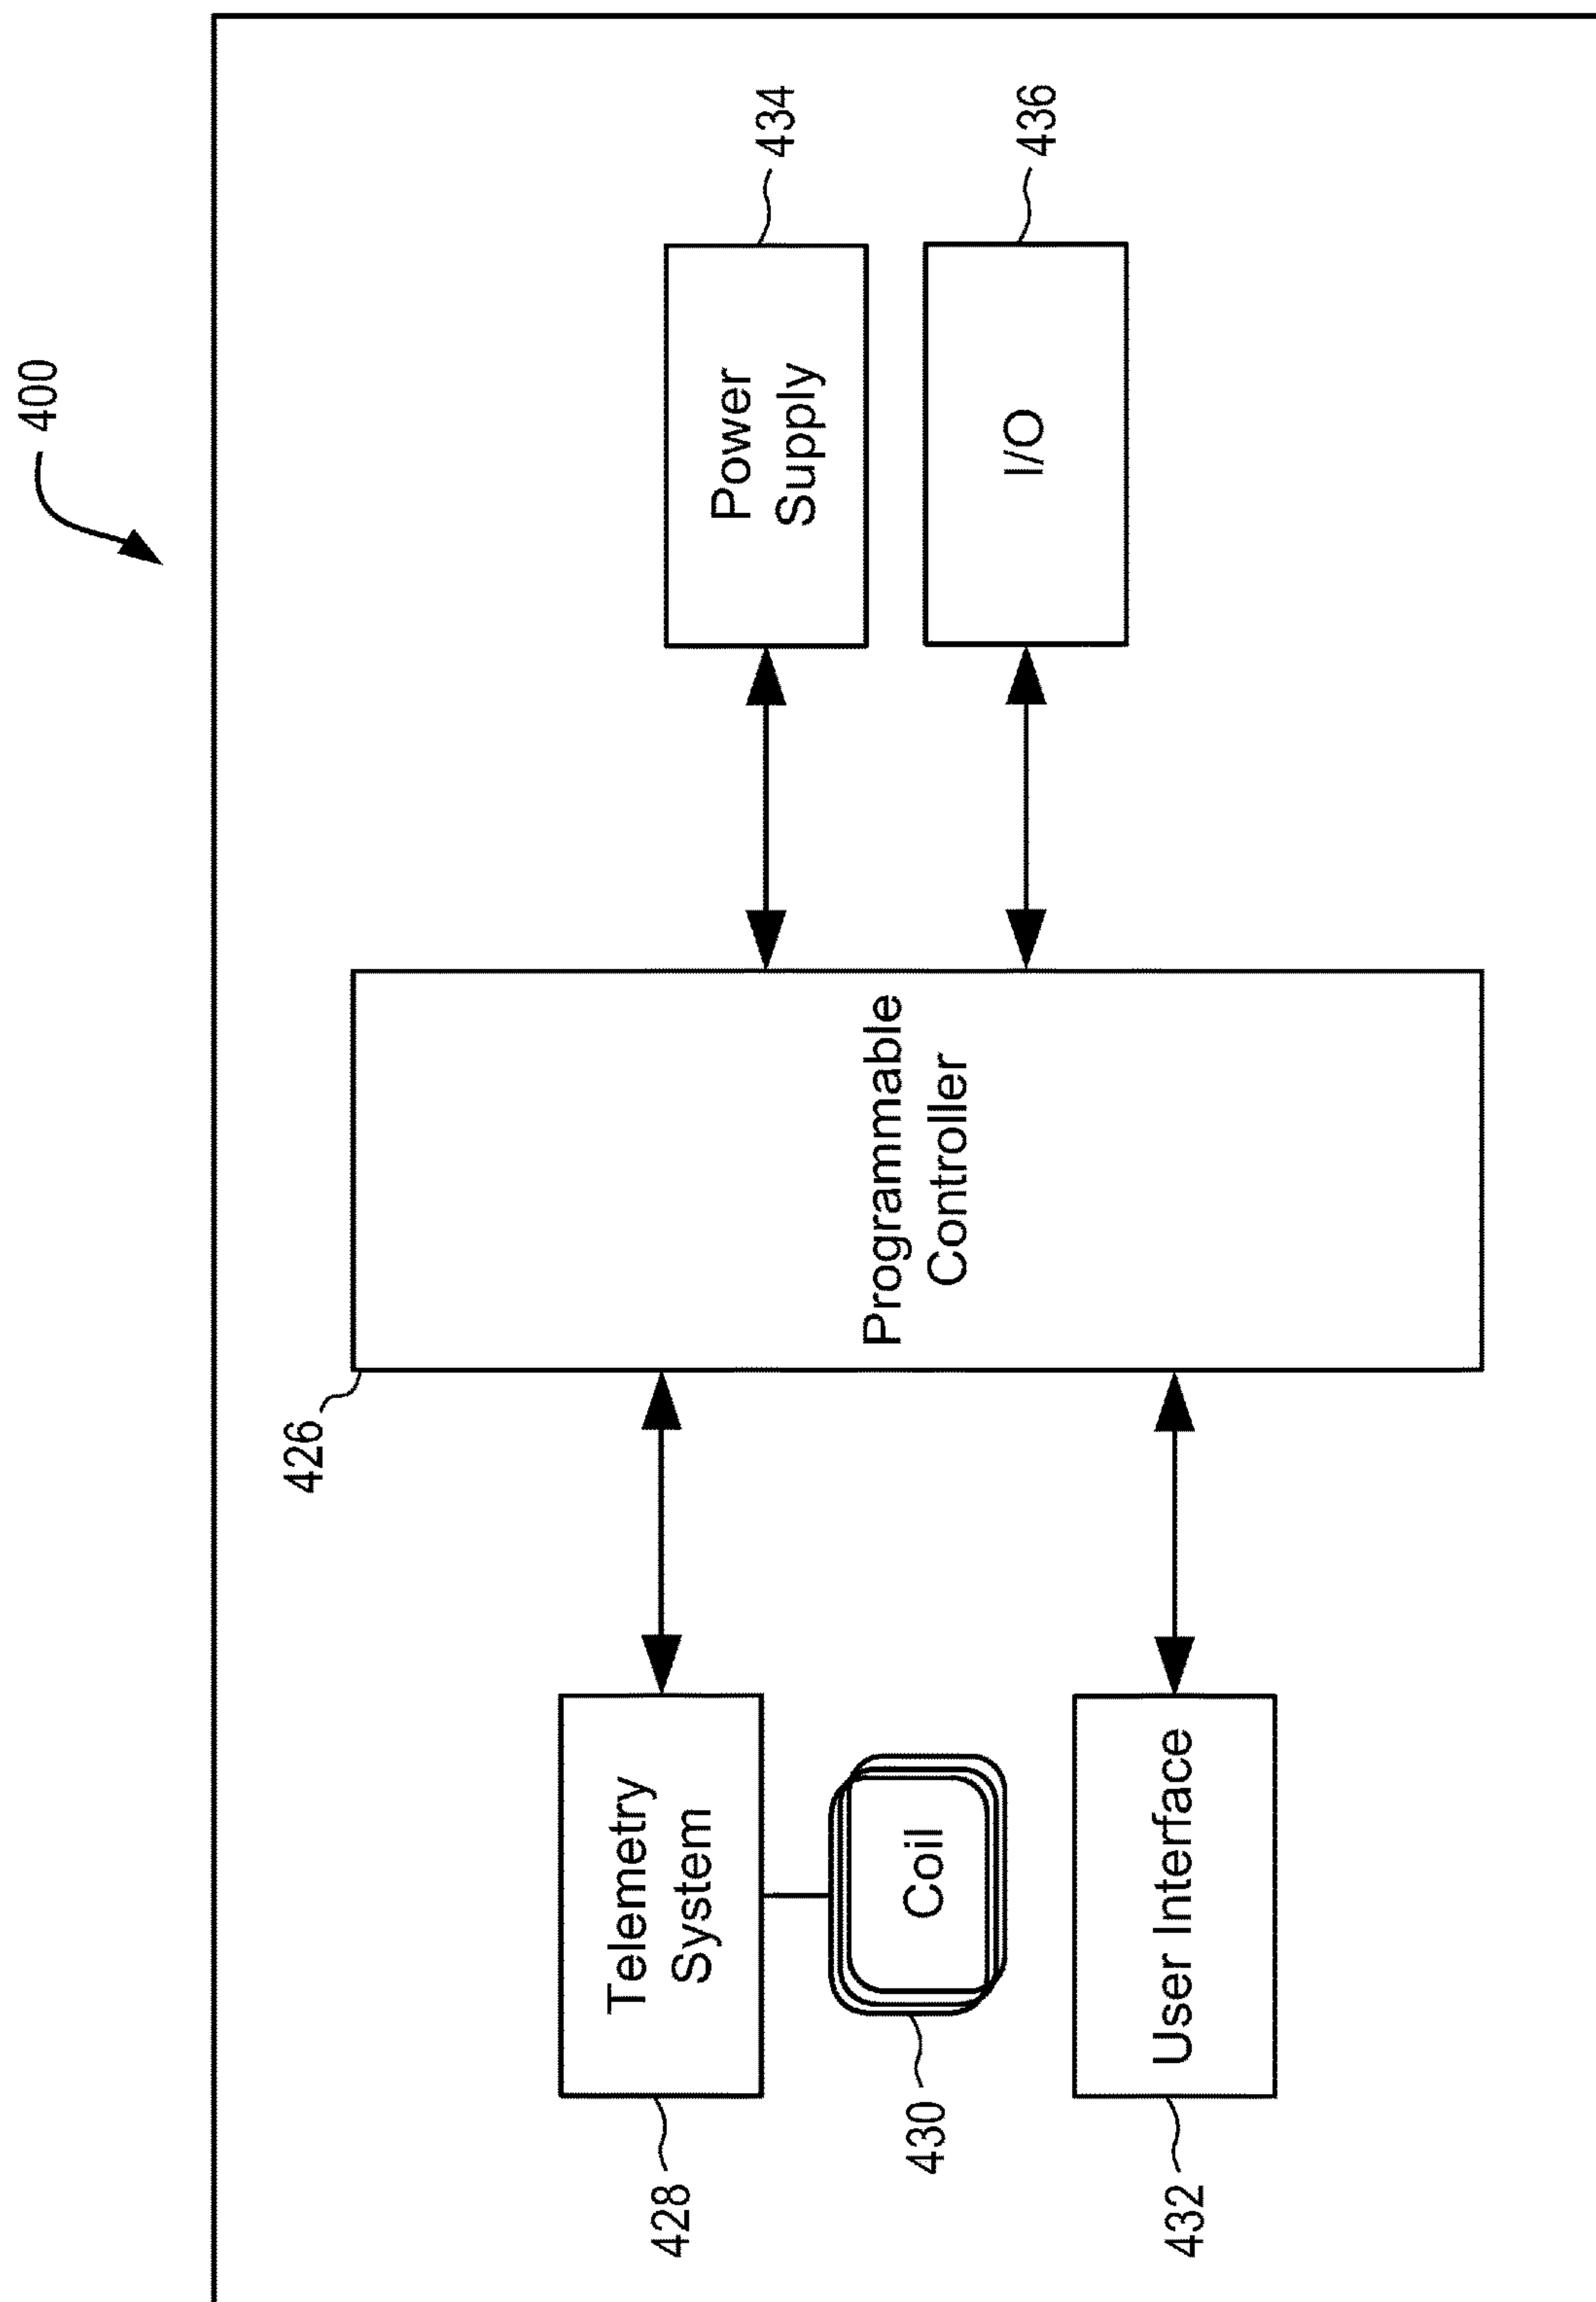 400
426
428
Telemetry
System
430
Coil
432
User Interface
Programmable
Controller
434
Power
Supply
436
I/O